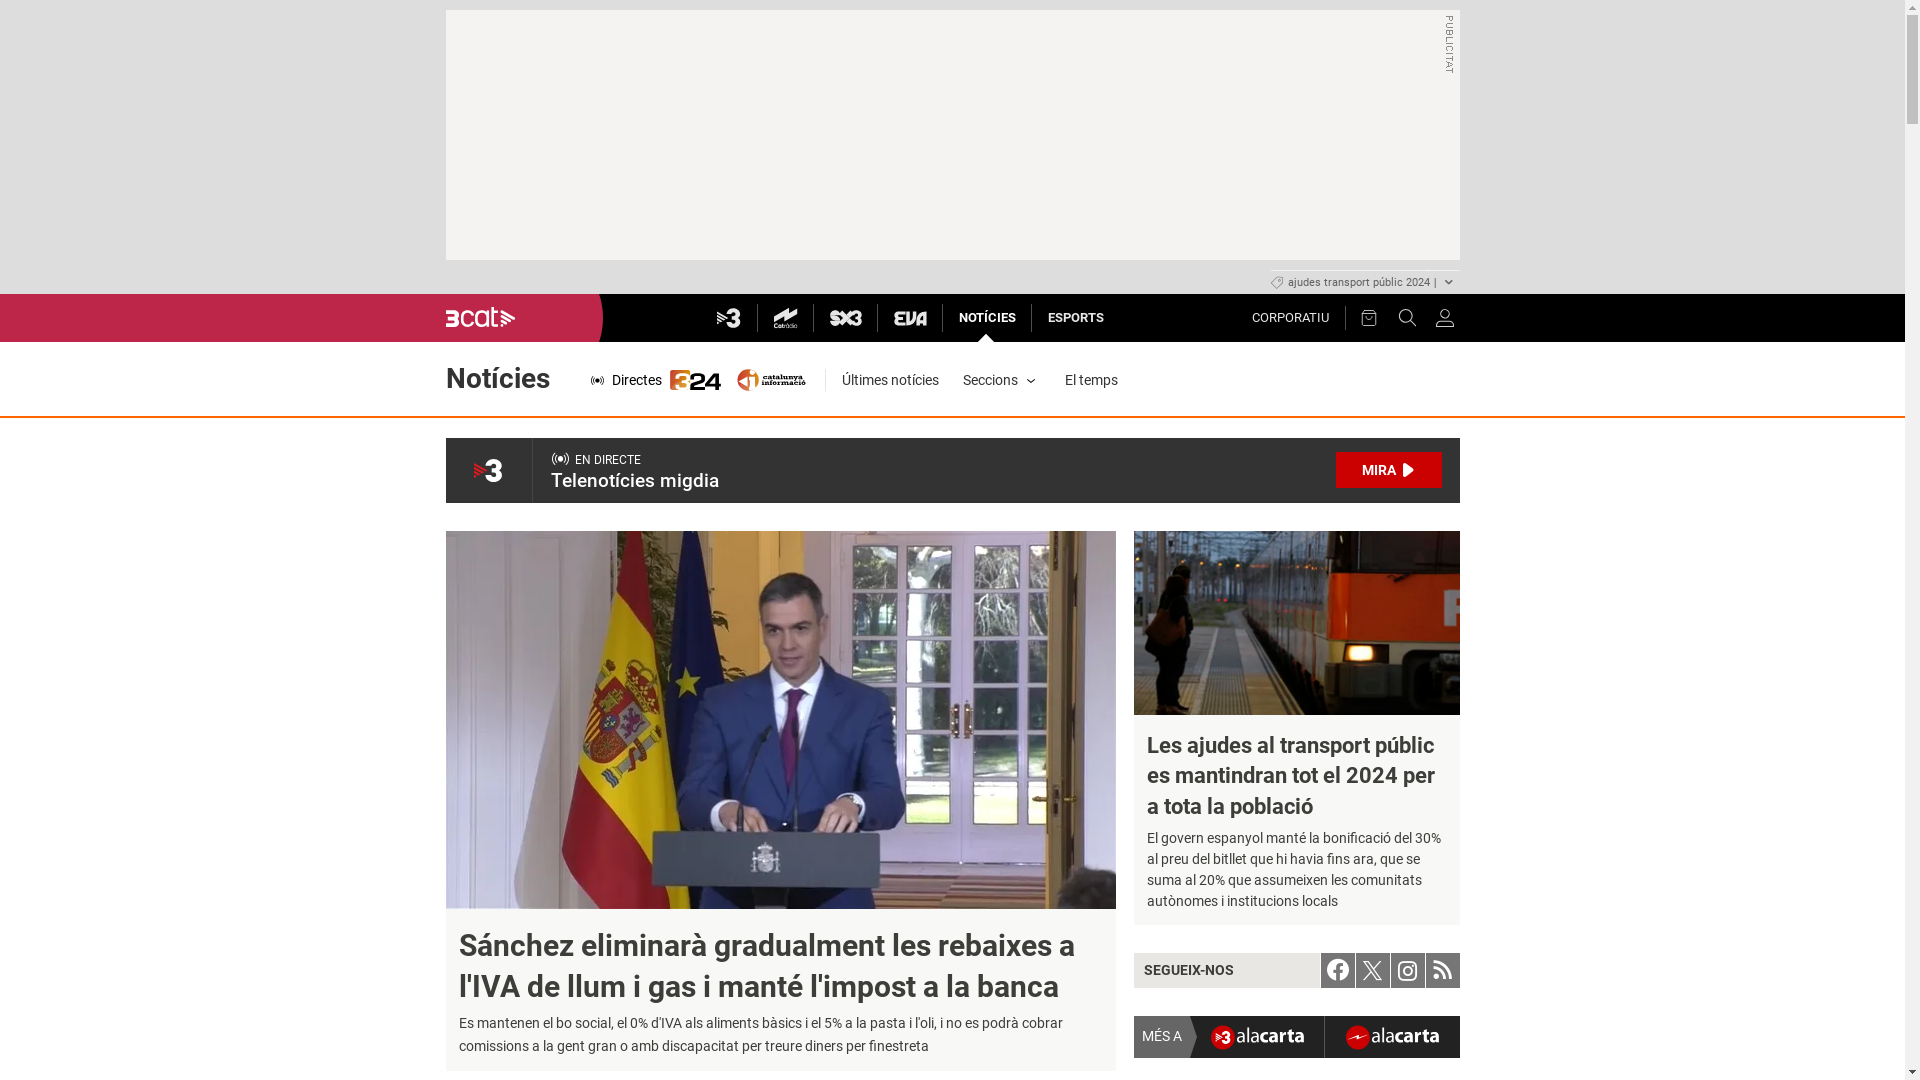 PUBLICITAT
ajudes transport públic 2024 |
3cat
3
Catràdio
SX3
EVA
NOTÍCIES
ESPORTS
CORPORATIU
Notícies
Directes
324
catalunya
informació
Últimes notícies
Seccions
El temps
3
EN DIRECTE
Telenotícies migdia
MIRA
Sánchez eliminarà gradualment les rebaixes a
l'IVA de llum i gas i manté l'impost a la banca
Es mantenen el bo social, el 0% d'IVA als aliments bàsics i el 5% a la pasta i l'oli, i no es podrà cobrar
comissions a la gent gran o amb discapacitat per treure diners per finestreta
Les ajudes al transport públic
es mantindran tot el 2024 per
a tota la població
El govern espanyol manté la bonificació del 30%
al preu del bitllet que hi havia fins ara, que se
suma al 20% que assumeixen les comunitats
autònomes i institucions locals
SEGUEIX-NOS
MÉS A
3 alacarta
alacarta